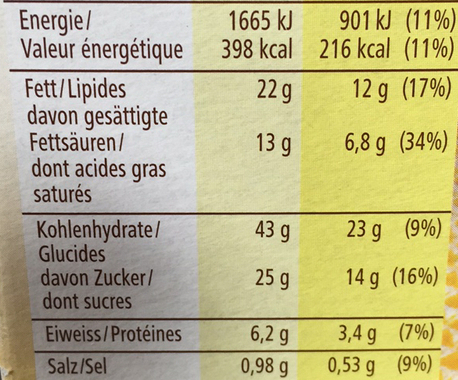 Energie/ 1665 kJ 901 kJ (11%)
Valeur énergétique 398 kcal 216 kcal (11%)
Fett/Lipides 22 g 12 g (17%)
davon gesättigte
Fettsäuren/ 13 g 6,8 g (34%)
dont acides gras
saturés
Kohlenhydrate/ 43 g 23 g (9%)
Glucides
davon Zucker/ 25 g 14 g (16%)
dont sucres
Eiweiss/Protéines 6,2 g 3,4 g (7%)
Salz/Sel 0,98 g 0,53 g (9%)